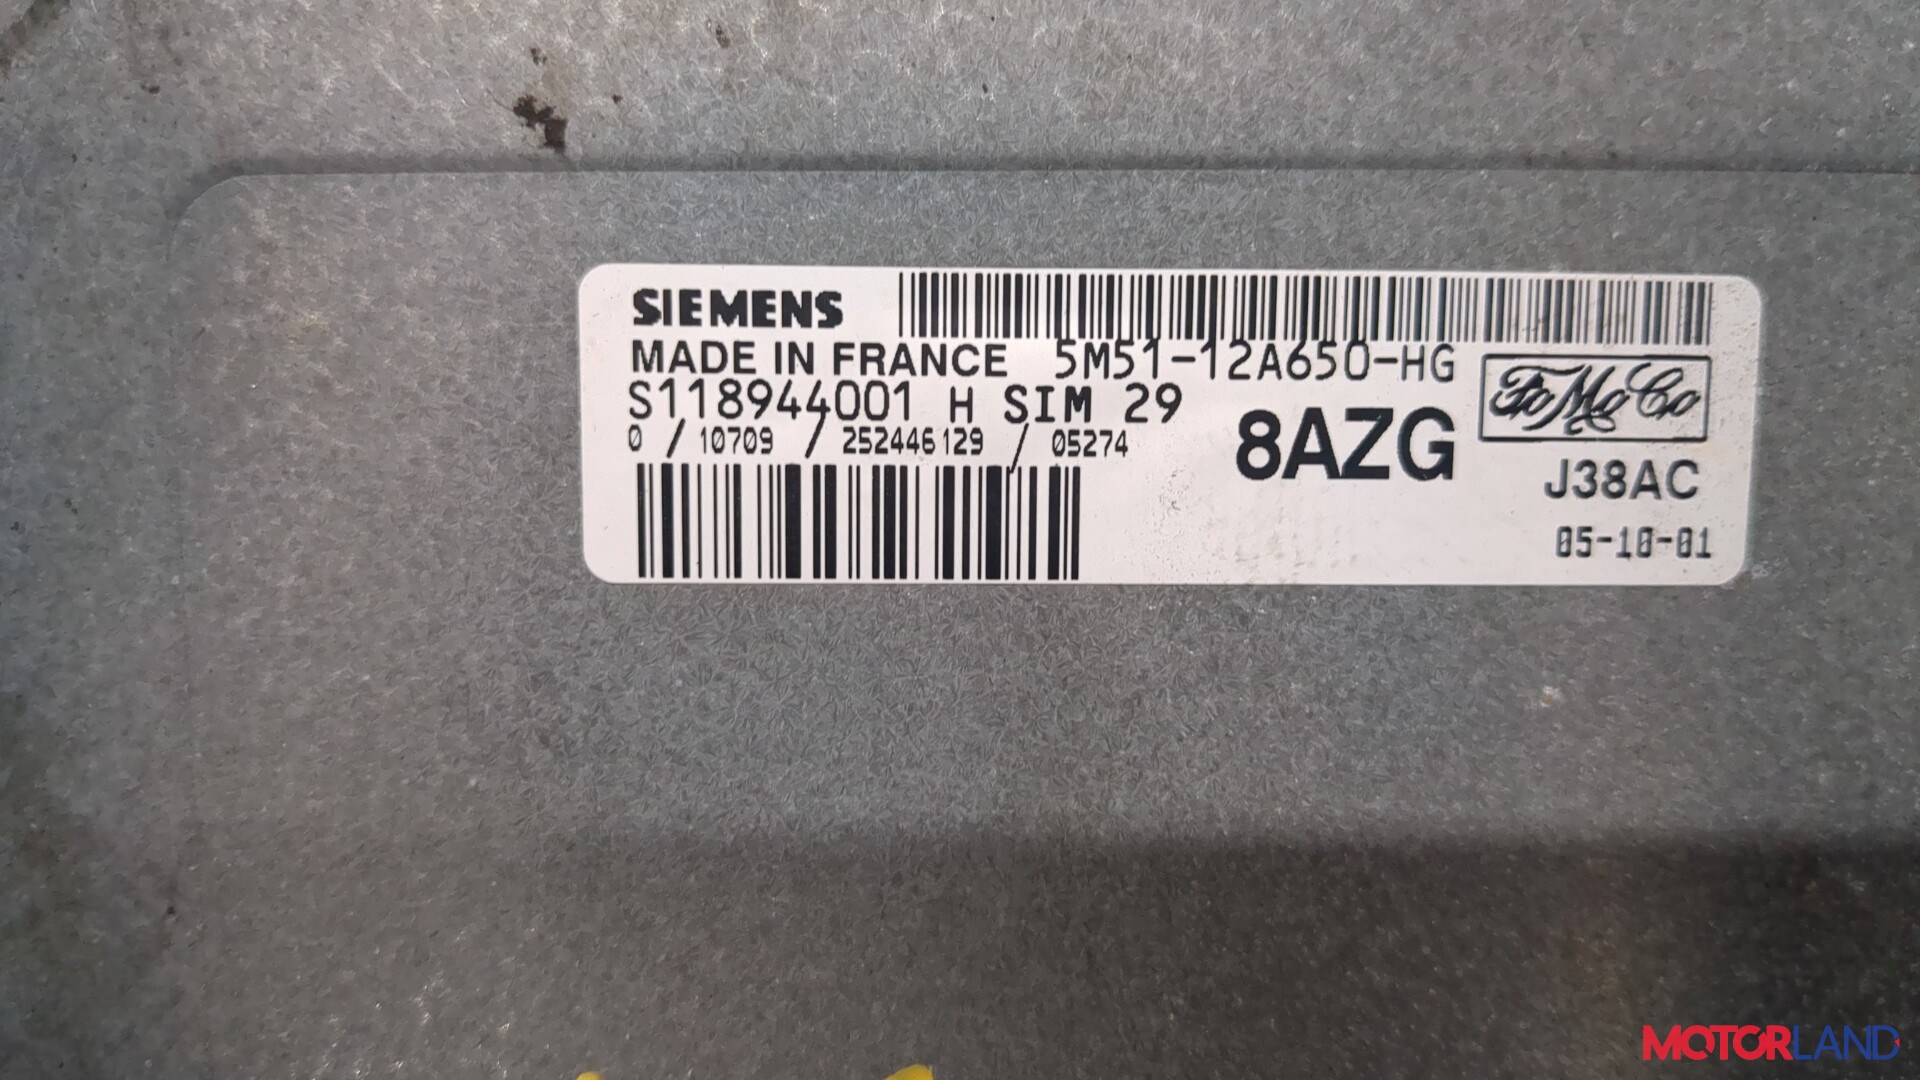 SIEMENS
MADE IN FRANCE 5M51-12A650-HG
S118944001 H SIM 29
FoMoCo
0 / 10709 / 252446129 / 05274
8AZG
J38AC
05-10-01
MOTORLAND